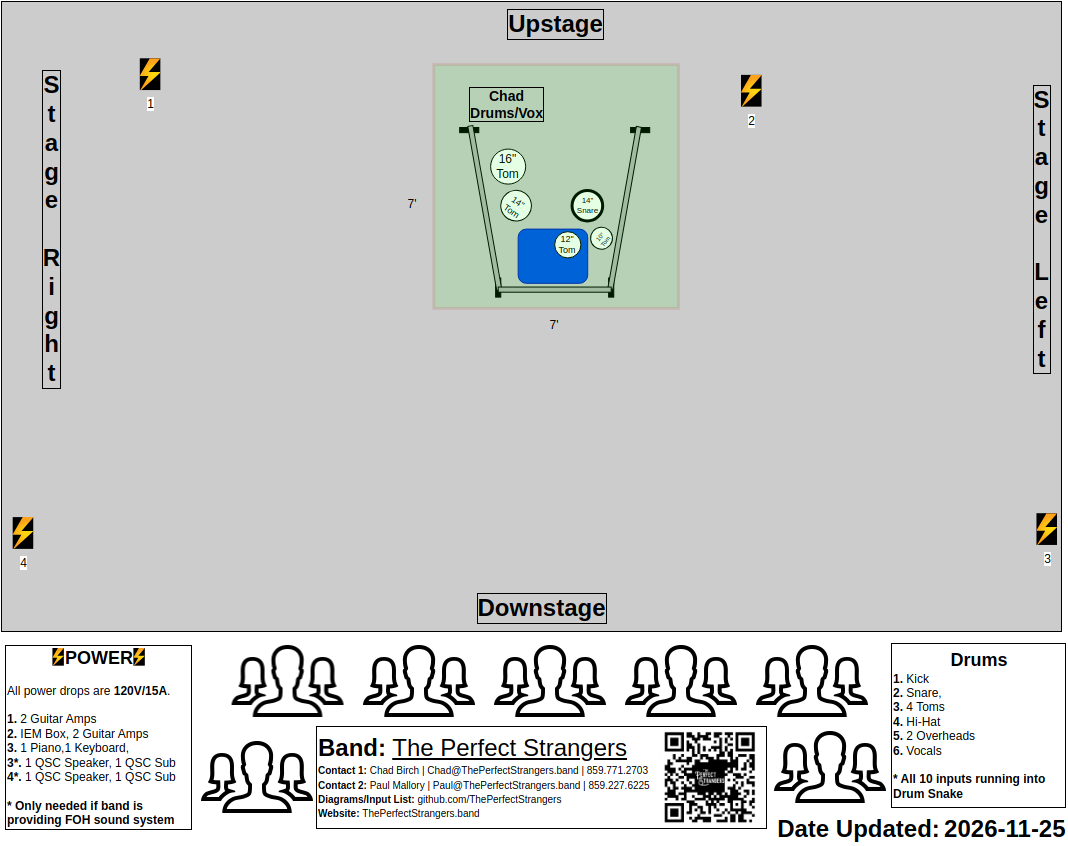 Upstage
Stage Right
Stage Left
1
2
Chad
Drums/Vox
16"
Tom
14"
Tom
14"
Snare
12"
Tom
10"
Tom
7'
7'
4
3
Downstage
POWER
All power drops are 120V/15A.
1. 2 Guitar Amps
2. IEM Box, 2 Guitar Amps
3. 1 Piano,1 Keyboard,
3*. 1 QSC Speaker, 1 QSC Sub
4*. 1 QSC Speaker, 1 QSC Sub
* Only needed if band is
providing FOH sound system
Band: The Perfect Strangers
Contact 1: Chad Birch | Chad@ThePerfectStrangers.band | 859.771.2703
Contact 2: Paul Mallory | Paul@ThePerfectStrangers.band | 859.227.6225
Diagrams/Input List: github.com/ThePerfectStrangers
Website: ThePerfectStrangers.band
Drums
1. Kick
2. Snare,
3. 4 Toms
4. Hi-Hat
5. 2 Overheads
6. Vocals
* All 10 inputs running into
Drum Snake
Date Updated: 2026-11-25